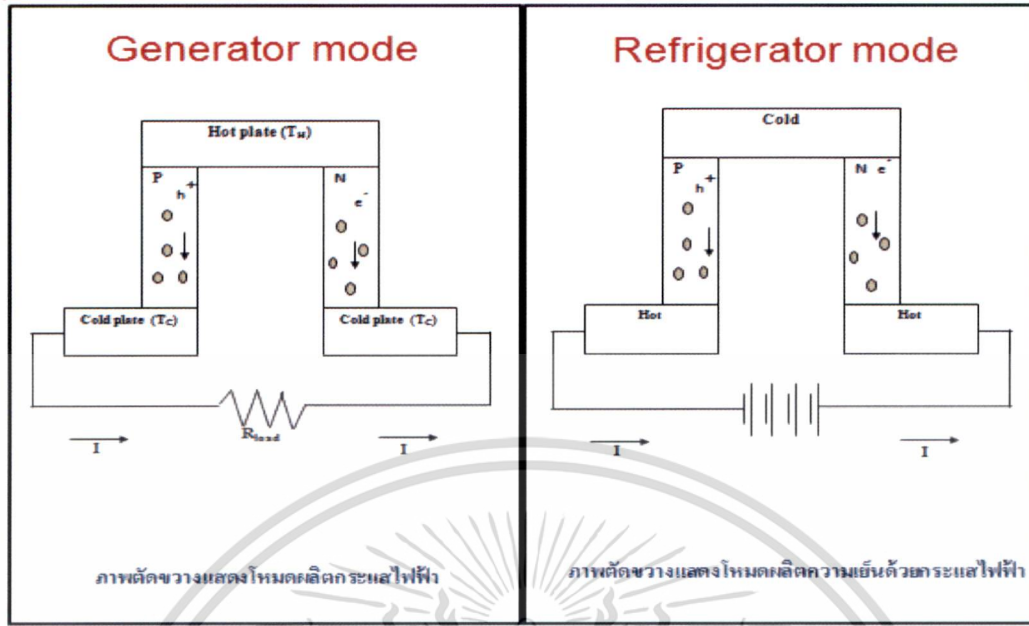 Generator mode
Hot plate (T_H)
P
h⁺
N
e⁻
Cold plate (T_C)
Cold plate (T_C)
R_load
I
I
ภาพตัดขวางแสดงโหมดผลิตกระแสไฟฟ้า
Refrigerator mode
Cold
P
h⁺
N e⁻
Hot
Hot
I
I
ภาพตัดขวางแสดงโหมดผลิตความเย็นด้วยกระแสไฟฟ้า